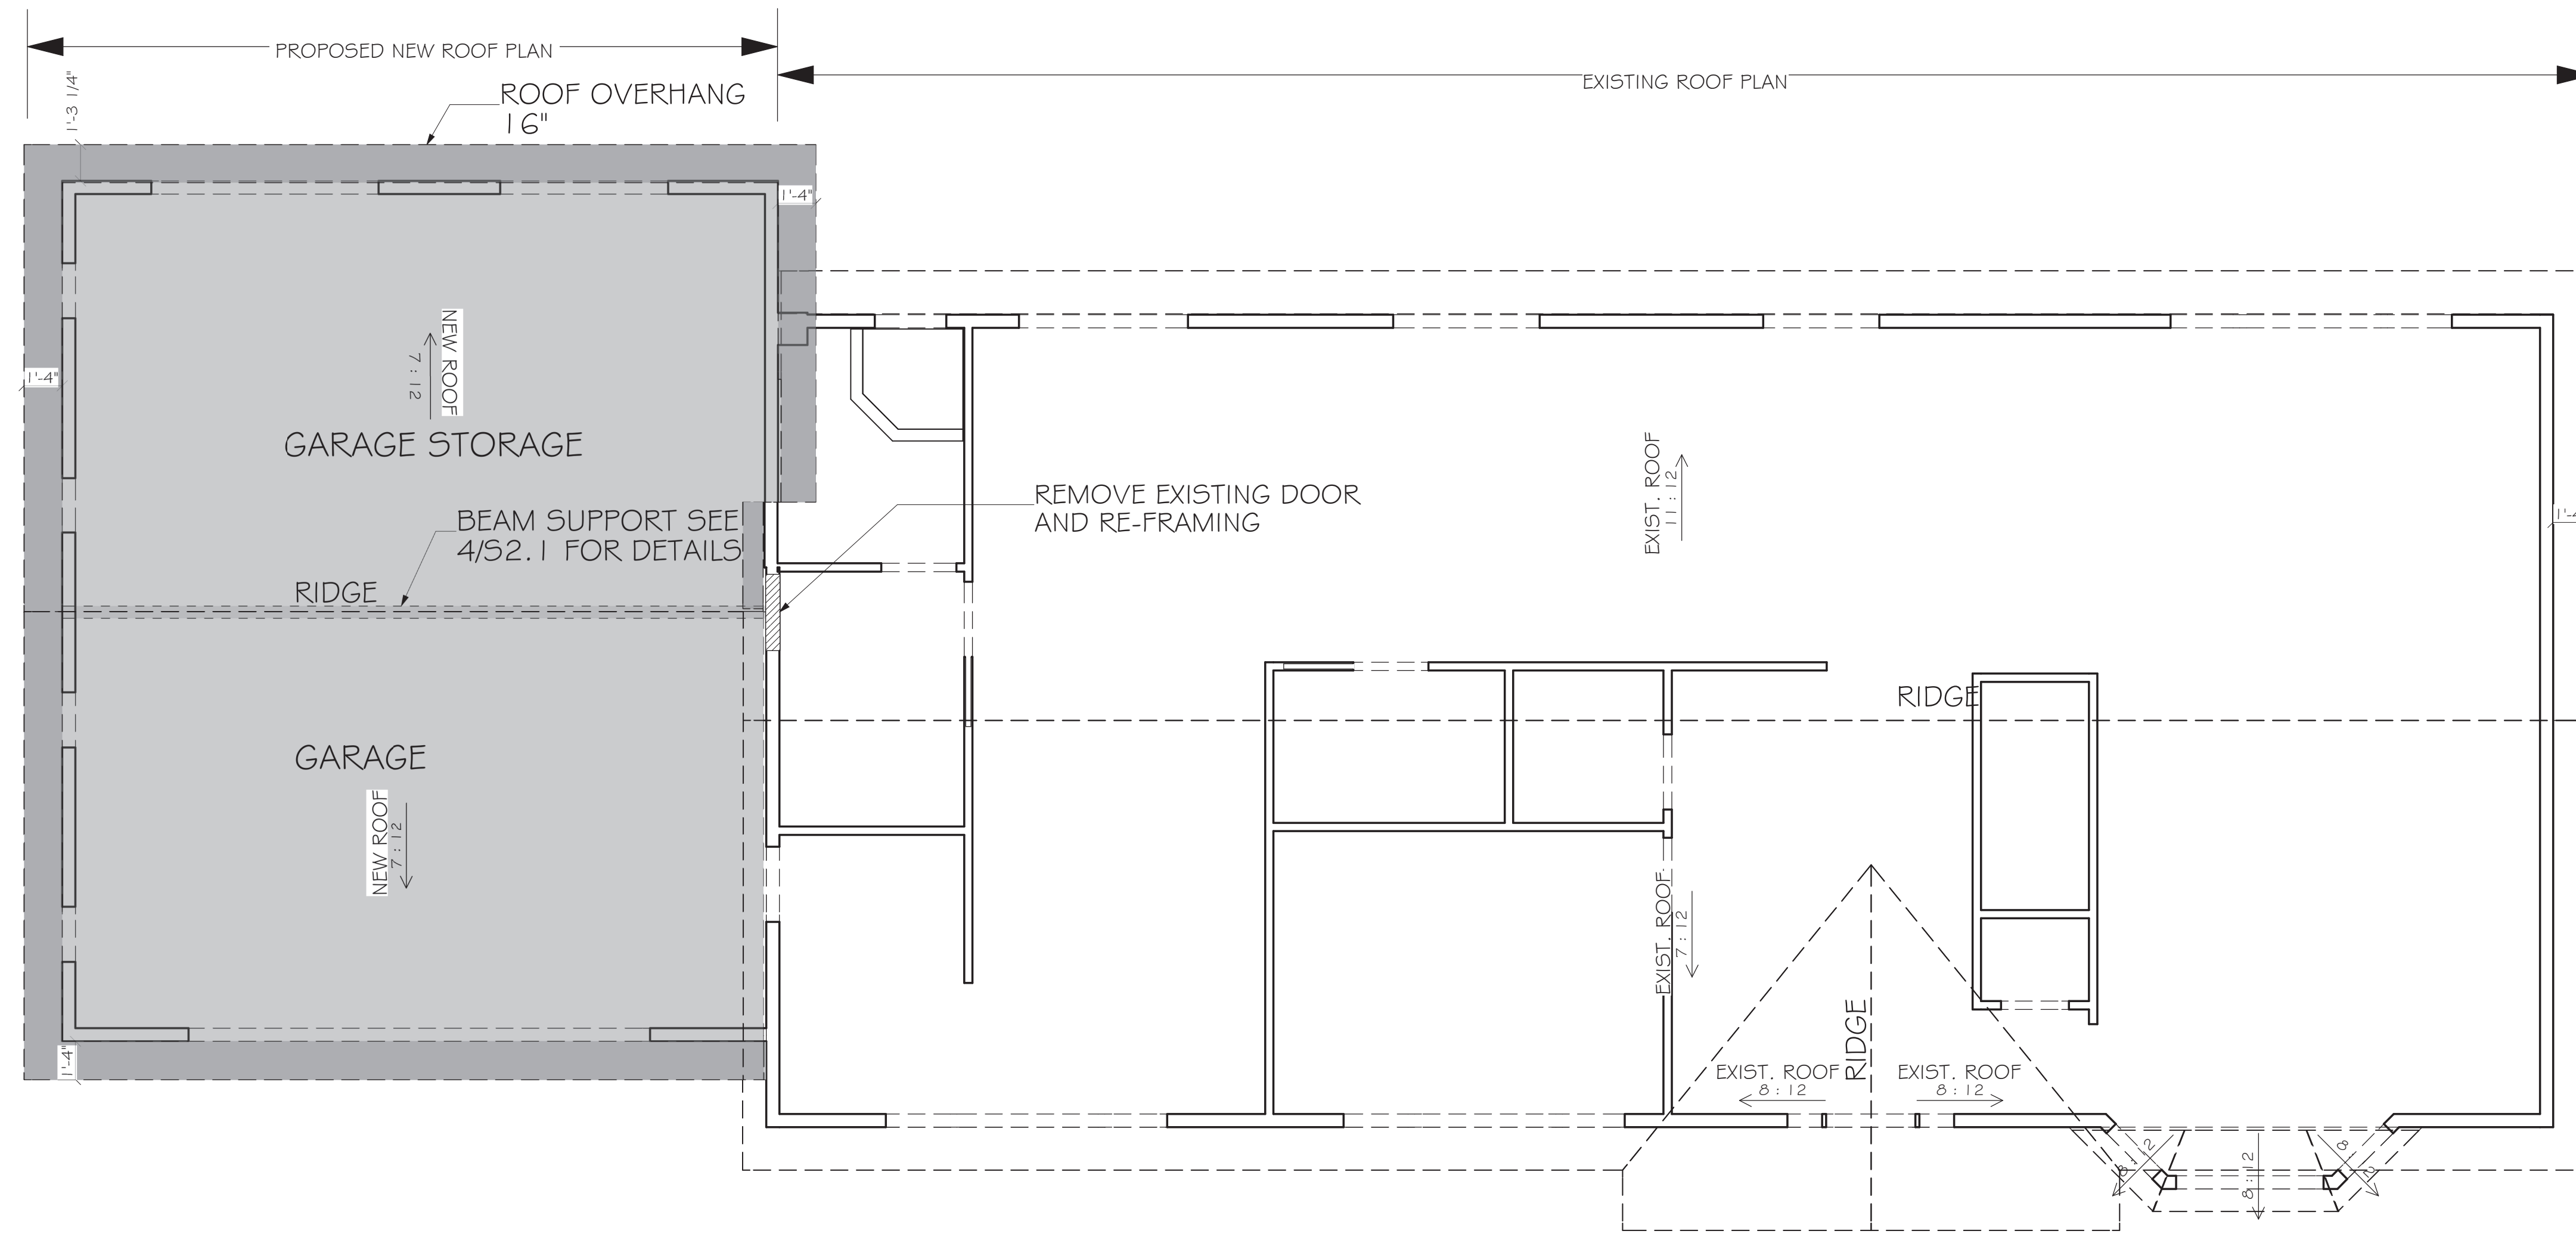 PROPOSED NEW ROOF PLAN
EXISTING ROOF PLAN
1'-3 1/4"
ROOF OVERHANG
16"
1'-4"
1'-4"
NEW ROOF
7:12
GARAGE STORAGE
BEAM SUPPORT SEE
4/S2.1 FOR DETAILS
RIDGE
REMOVE EXISTING DOOR
AND RE-FRAMING
EXIST. ROOF
11:12
RIDGE
GARAGE
NEW ROOF
7:12
EXIST. ROOF
7:12
RIDGE
1'-4"
EXIST. ROOF
8:12
EXIST. ROOF
8:12
8:12